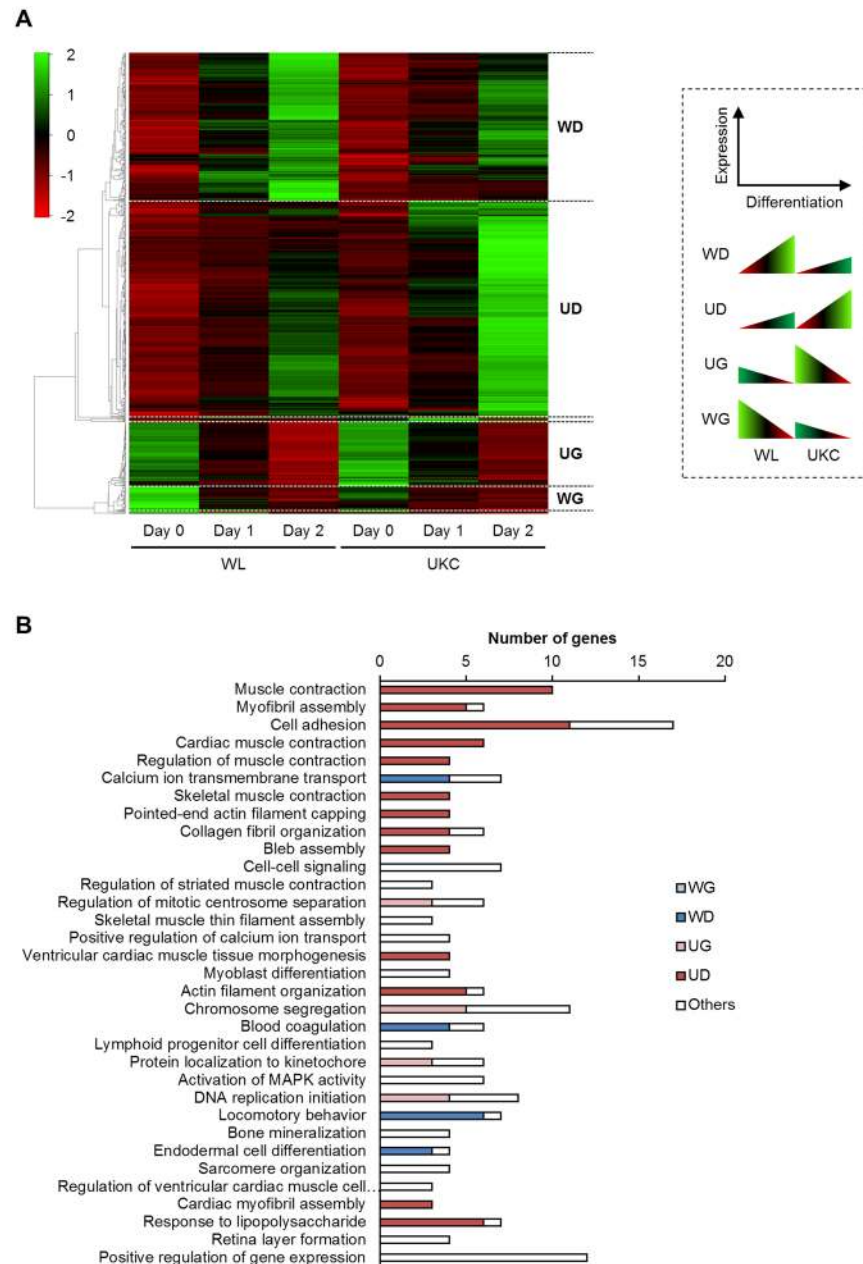 A
2
1
0
-1
-2
WD
UD
UG
WG
Day 0 Day 1 Day 2 Day 0 Day 1 Day 2
WL UKC
Expression
Differentiation
WD
UD
UG
WG
WL UKC
B
Number of genes
0 5 10 15 20
Muscle contraction
Myofibril assembly
Cell adhesion
Cardiac muscle contraction
Regulation of muscle contraction
Calcium ion transmembrane transport
Skeletal muscle contraction
Pointed-end actin filament capping
Collagen fibril organization
Bleb assembly
Cell-cell signaling
Regulation of striated muscle contraction
Regulation of mitotic centrosome separation
Skeletal muscle thin filament assembly
Positive regulation of calcium ion transport
Ventricular cardiac muscle tissue morphogenesis
Myoblast differentiation
Actin filament organization
Chromosome segregation
Blood coagulation
Lymphoid progenitor cell differentiation
Protein localization to kinetochore
Activation of MAPK activity
DNA replication initiation
Locomotory behavior
Bone mineralization
Endodermal cell differentiation
Sarcomere organization
Regulation of ventricular cardiac muscle cell…
Cardiac myofibril assembly
Response to lipopolysaccharide
Retina layer formation
Positive regulation of gene expression
WG
WD
UG
UD
Others